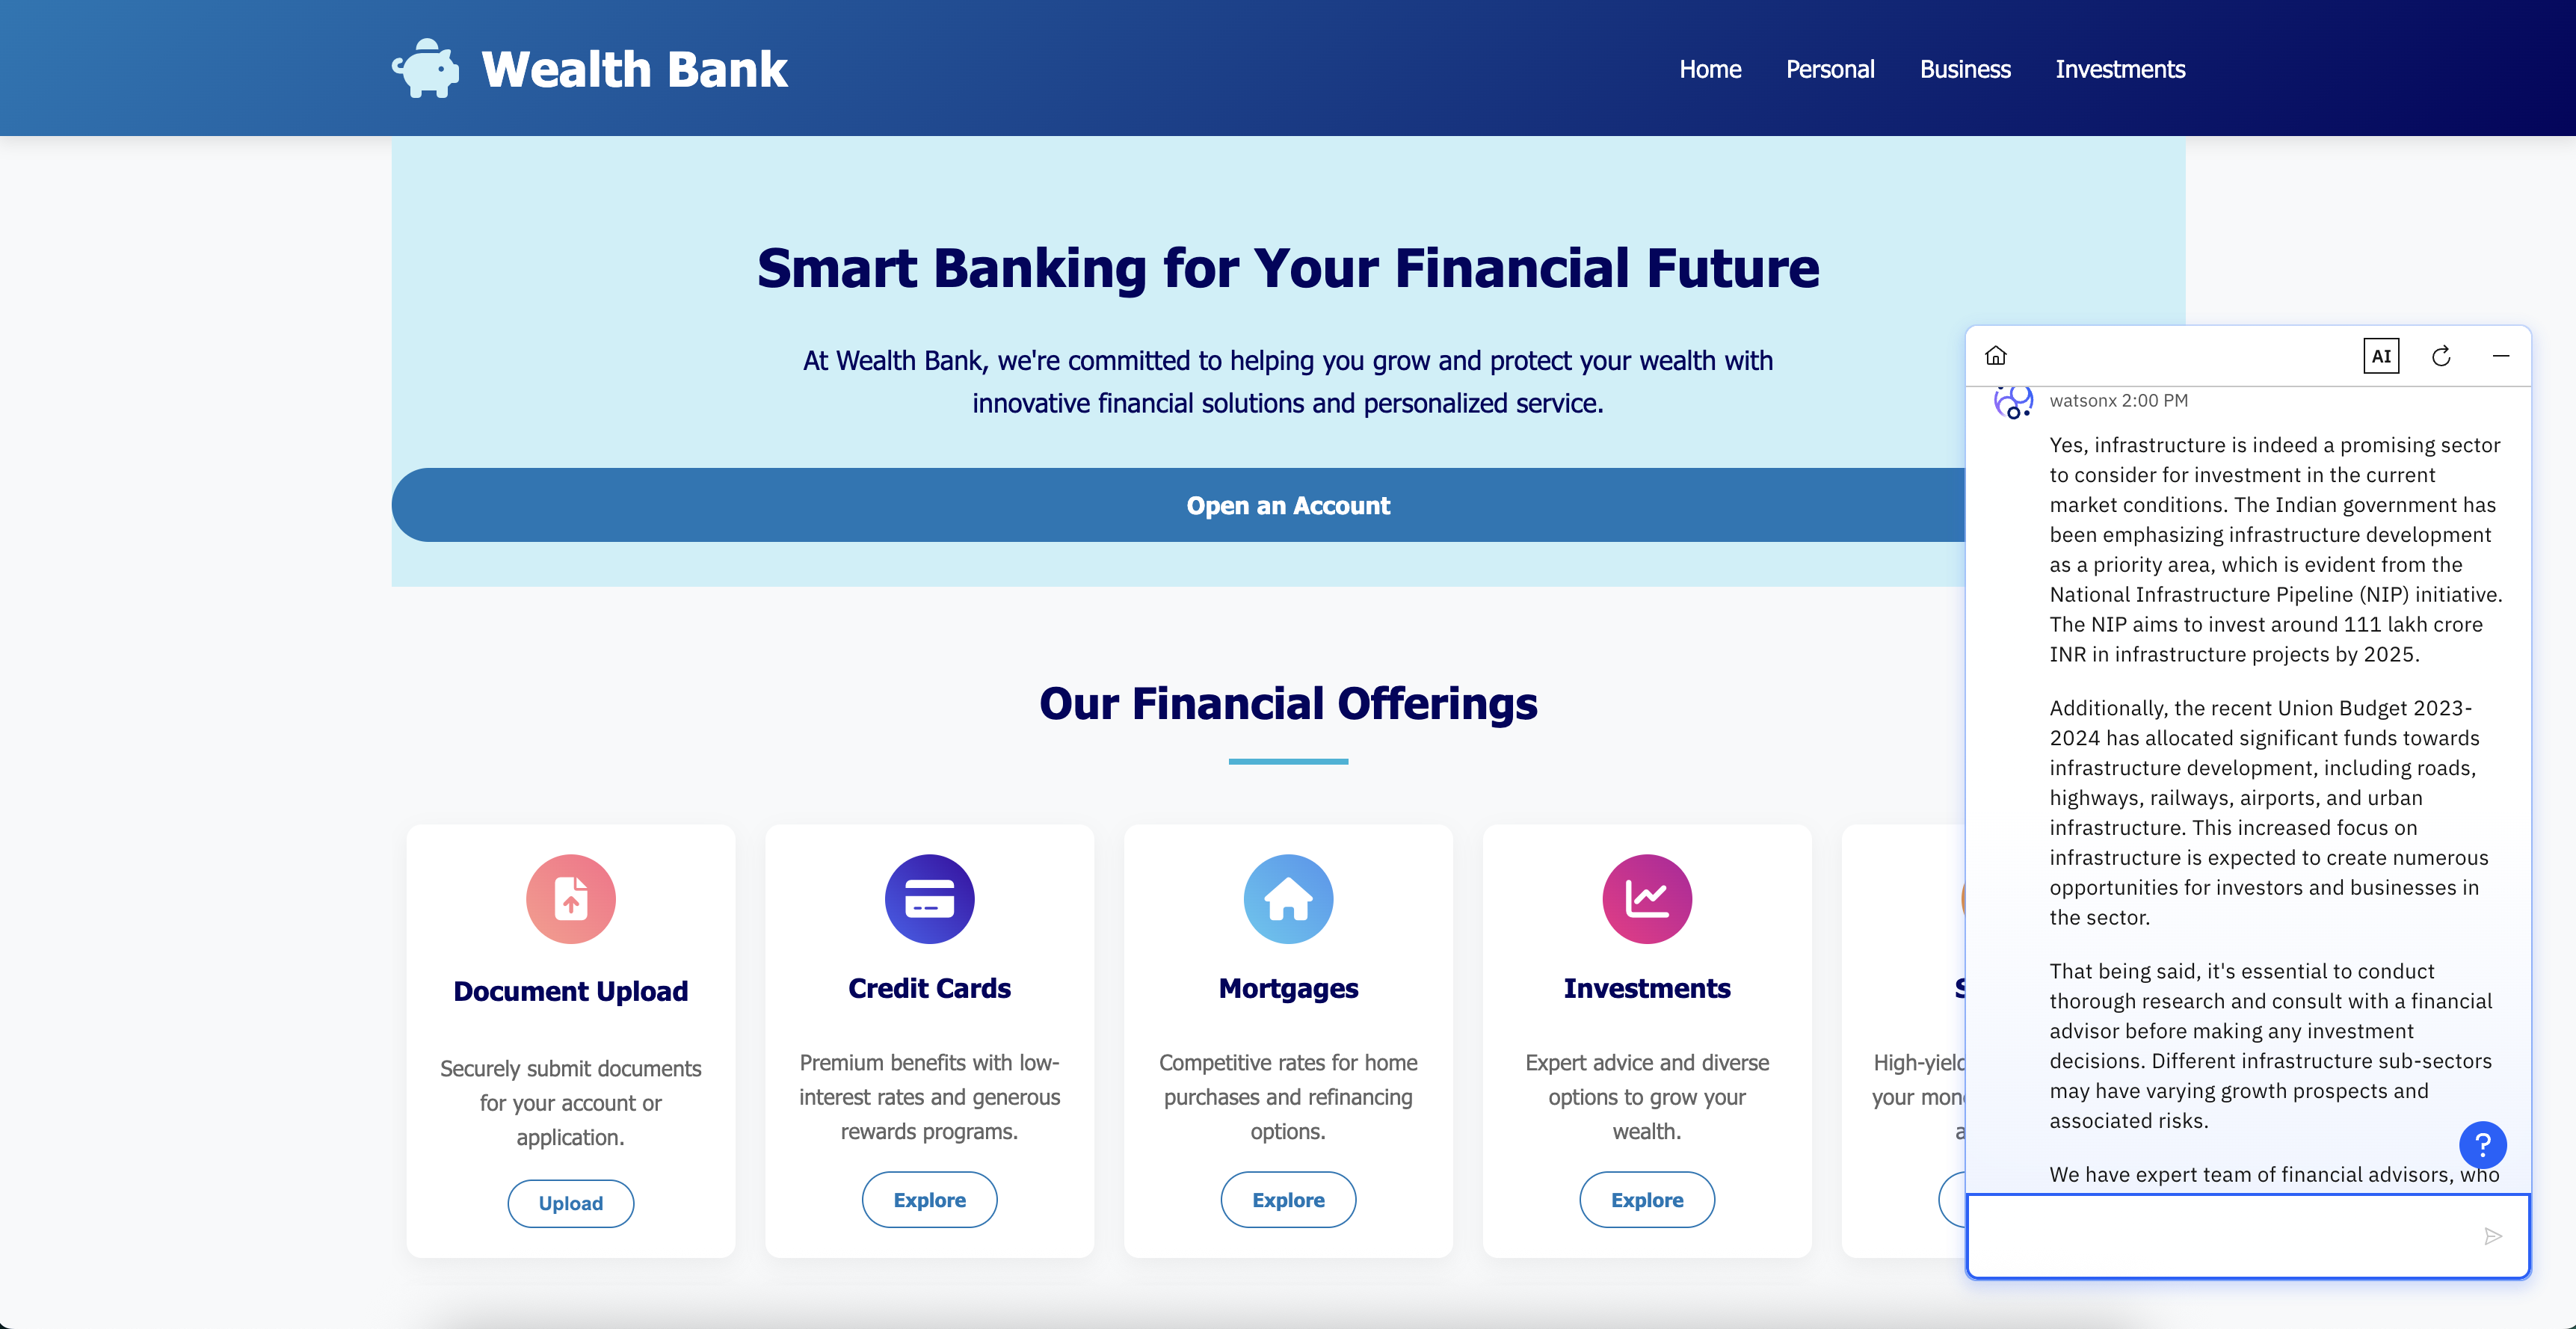 Wealth Bank
Home Personal Business Investments
Smart Banking for Your Financial Future
At Wealth Bank, we're committed to helping you grow and protect your wealth with
innovative financial solutions and personalized service.
Open an Account
Our Financial Offerings
Document Upload
Securely submit documents
for your account or
application.
Upload
Credit Cards
Premium benefits with low-
interest rates and generous
rewards programs.
Explore
Mortgages
Competitive rates for home
purchases and refinancing
options.
Explore
Investments
Expert advice and diverse
options to grow your
wealth.
Explore
High-yield
your
AI
watsonx 2:00 PM
Yes, infrastructure is indeed a promising sector
to consider for investment in the current
market conditions. The Indian government has
been emphasizing infrastructure development
as a priority area, which is evident from the
National Infrastructure Pipeline (NIP) initiative.
The NIP aims to invest around 111 lakh crore
INR in infrastructure projects by 2025.
Additionally, the recent Union Budget 2023-
2024 has allocated significant funds towards
infrastructure development, including roads,
highways, railways, airports, and urban
infrastructure. This increased focus on
infrastructure is expected to create numerous
opportunities for investors and businesses in
the sector.
That being said, it's essential to conduct
thorough research and consult with a financial
advisor before making any investment
decisions. Different infrastructure sub-sectors
may have varying growth prospects and
associated risks.
?
We have expert team of financial advisors, who